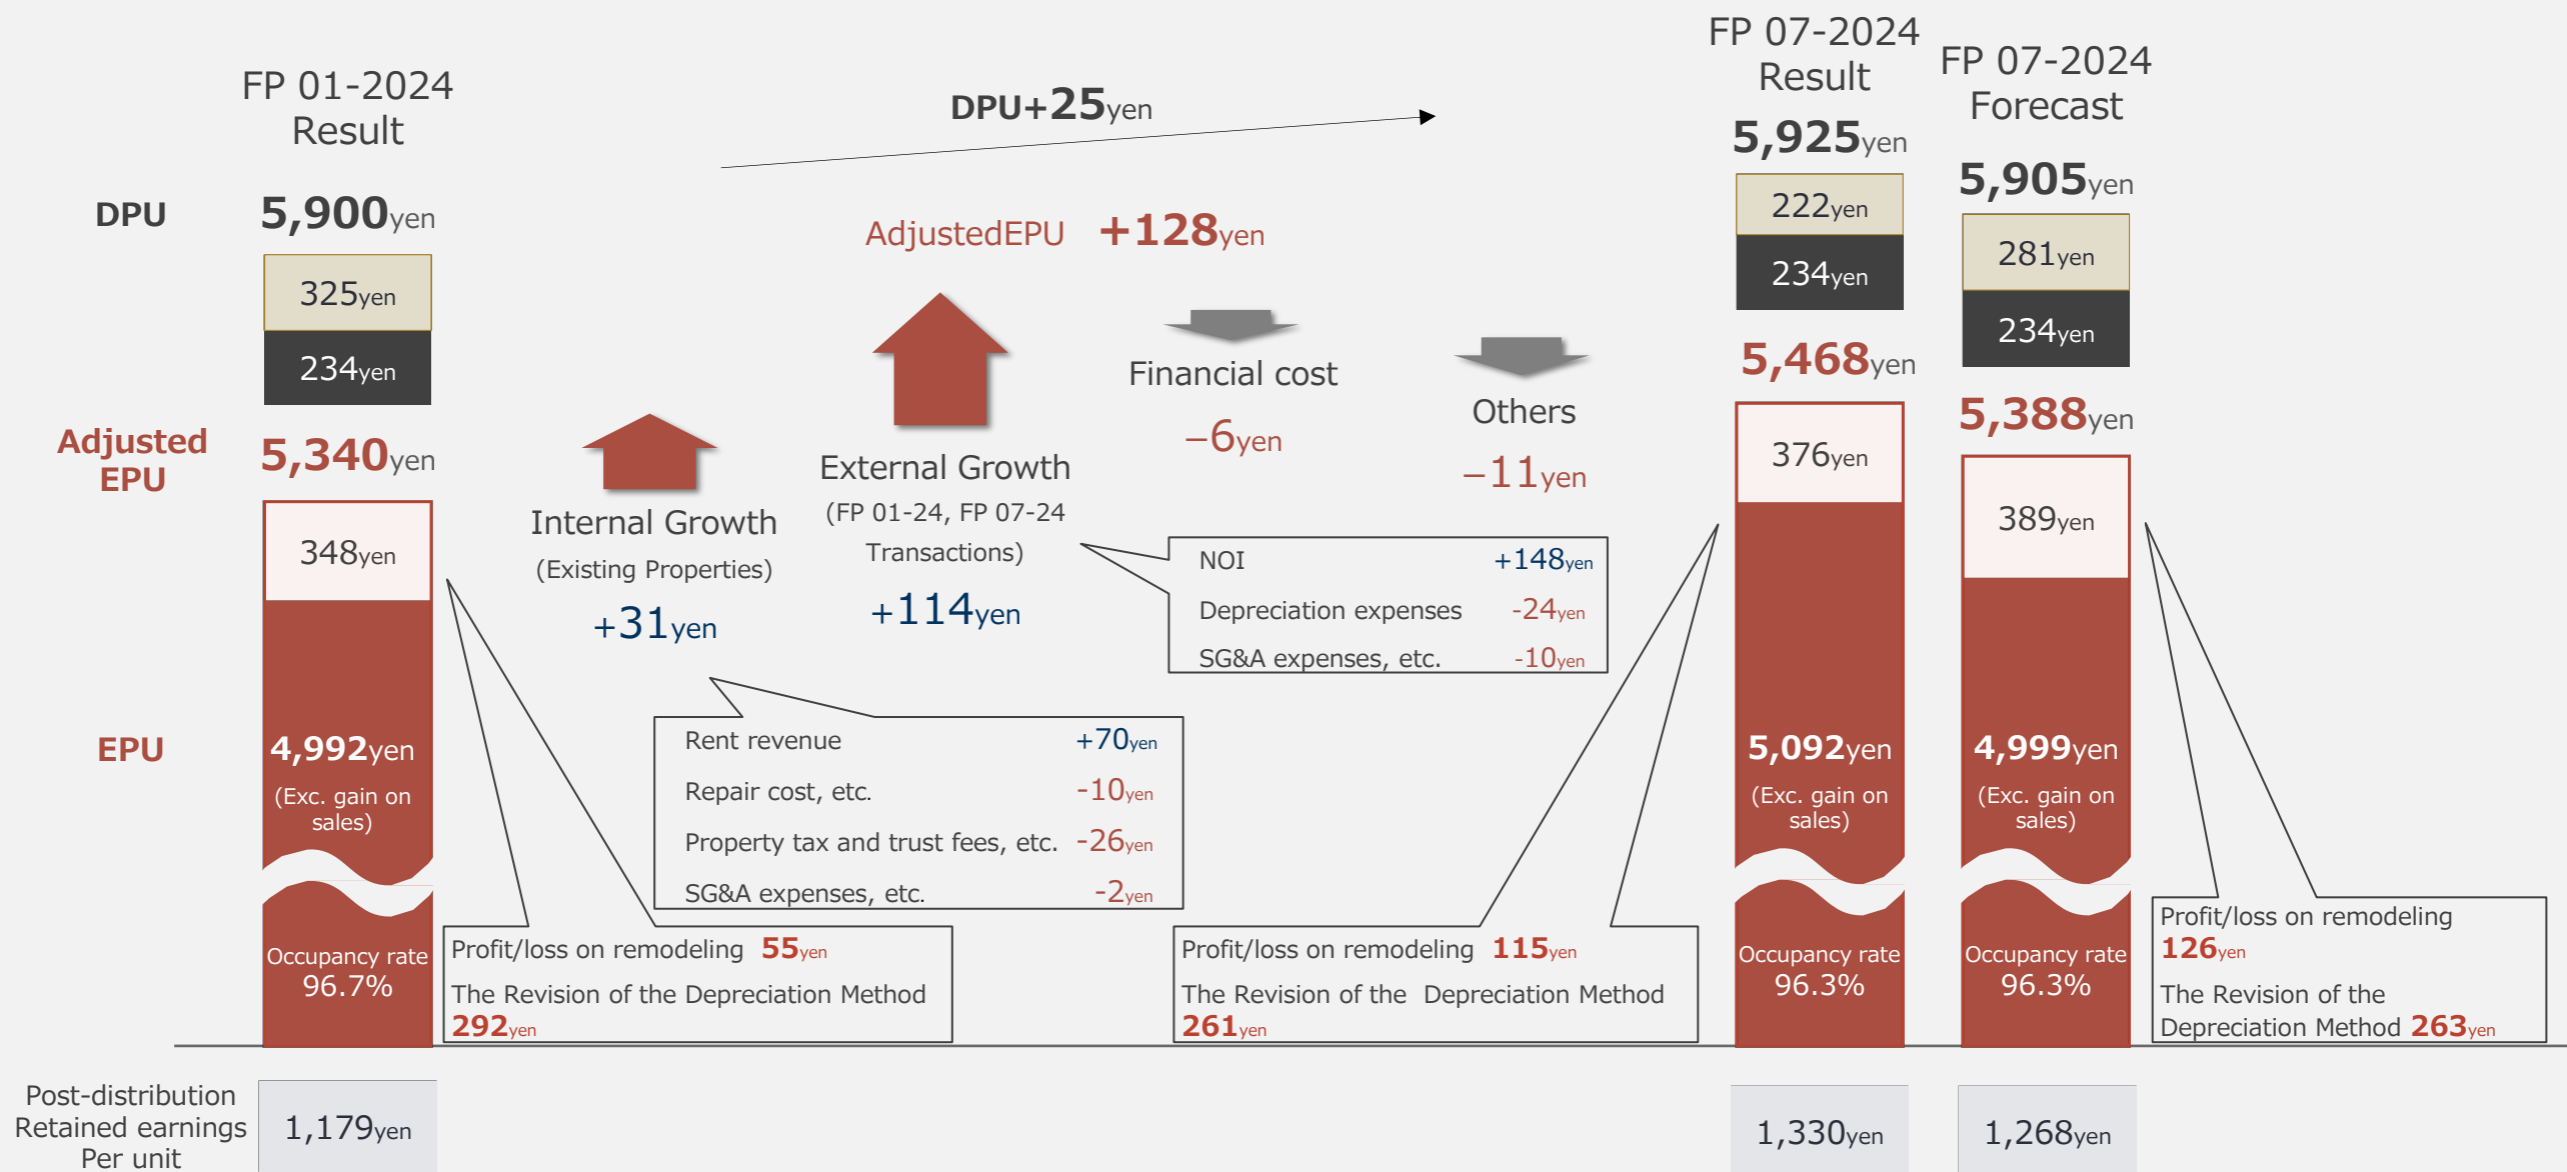 FP 01-2024
Result
DPU
5,900yen
325yen
234yen
Adjusted
EPU
5,340yen
348yen
EPU
4,992yen
(Exc. gain on
sales)
Occupancy rate
96.7%
Profit/loss on remodeling 55yen
The Revision of the Depreciation Method
292yen
DPU+25yen
AdjustedEPU +128yen
Internal Growth
(Existing Properties)
+31yen
Rent revenue +70yen
Repair cost, etc. -10yen
Property tax and trust fees, etc. -26yen
SG&A expenses, etc. -2yen
External Growth
(FP 01-24, FP 07-24
Transactions)
+114yen
NOI +148yen
Depreciation expenses -24yen
SG&A expenses, etc. -10yen
Financial cost
−6yen
Others
−11yen
FP 07-2024
Result
5,925yen
222yen
234yen
5,468yen
376yen
5,092yen
(Exc. gain on
sales)
Occupancy rate
96.3%
Profit/loss on remodeling 115yen
The Revision of the Depreciation Method
261yen
FP 07-2024
Forecast
5,905yen
281yen
234yen
5,388yen
389yen
4,999yen
(Exc. gain on
sales)
Occupancy rate
96.3%
Profit/loss on remodeling
126yen
The Revision of the
Depreciation Method 263yen
Post-distribution
Retained earnings
Per unit
1,179yen
1,330yen
1,268yen